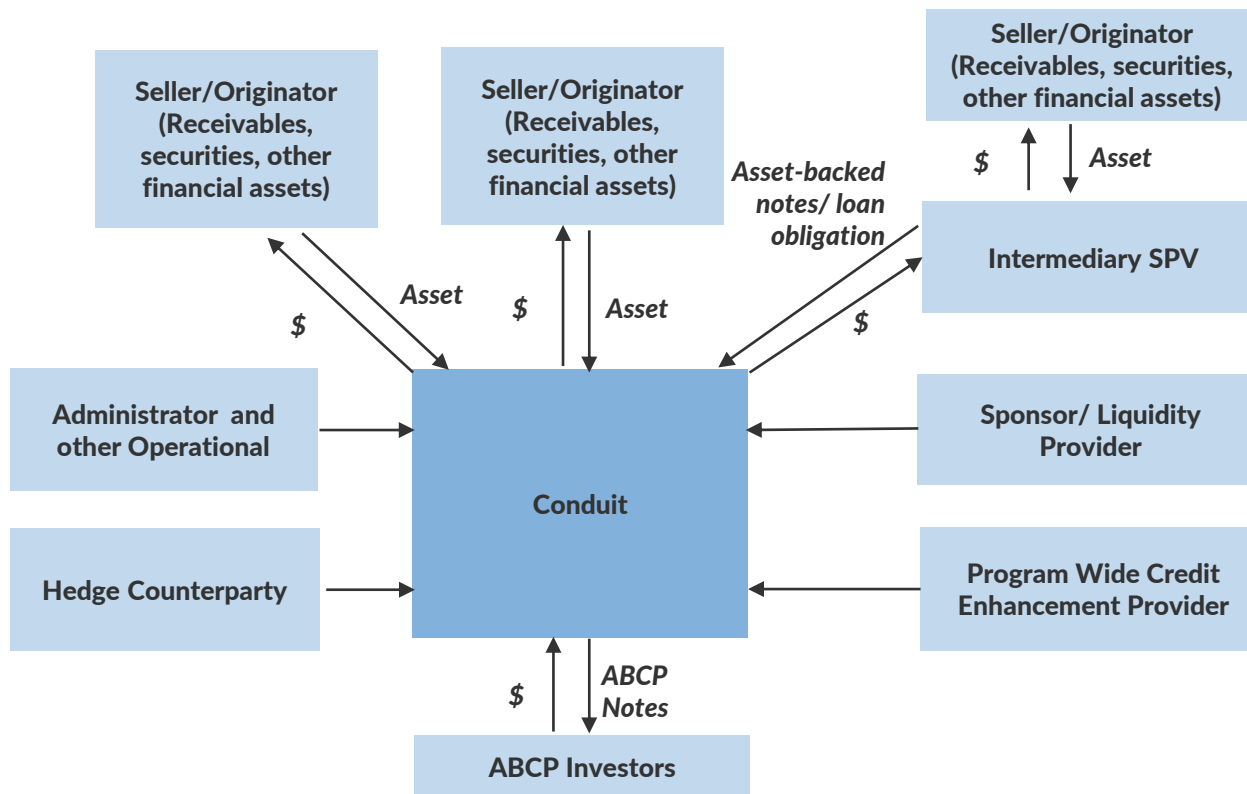 Seller/Originator
(Receivables,
securities, other
financial assets)
Seller/Originator
(Receivables,
securities, other
financial assets)
Seller/Originator
(Receivables, securities,
other financial assets)
$
Asset
Asset-backed
notes/ loan
obligation
Intermediary SPV
Asset
$
$
Asset
$
Administrator and
other Operational
Sponsor/ Liquidity
Provider
Conduit
Hedge Counterparty
Program Wide Credit
Enhancement Provider
$
ABCP
Notes
ABCP Investors